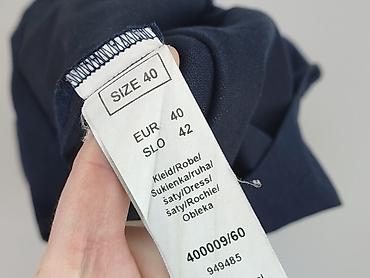 SIZE 40
EUR 40
SLO 42
Kleid/Robe/
Sukienka/ruha/
šaty/Dress/
šaty/Rochie/
Obleka
400009/60
949485